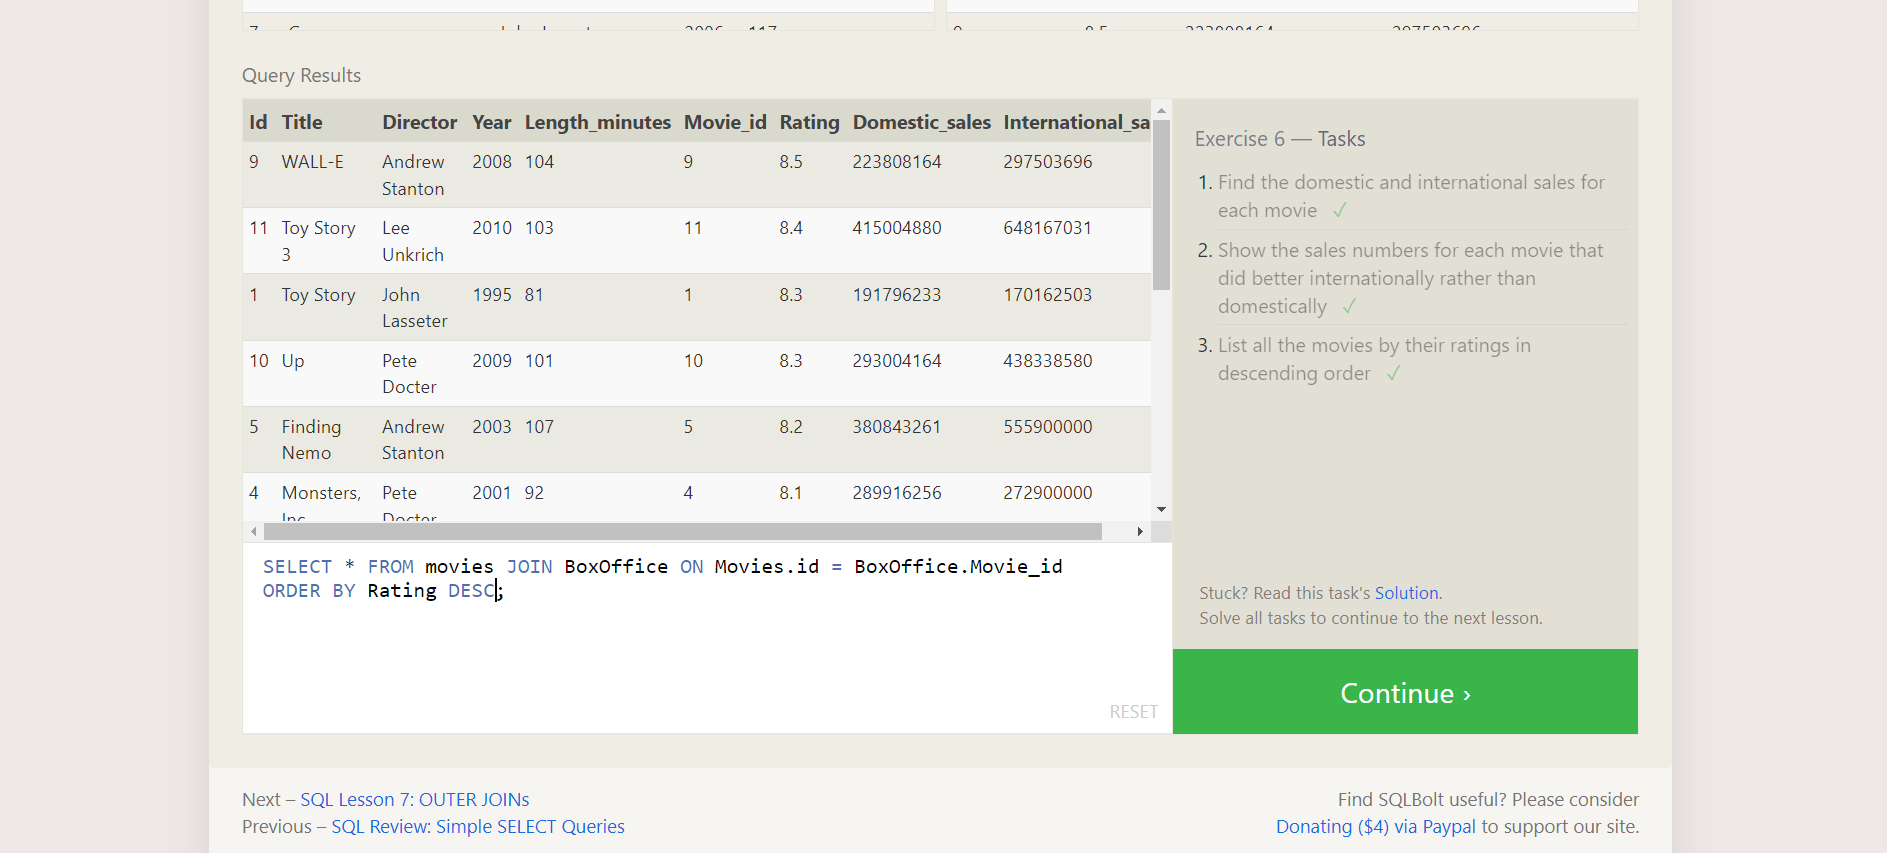 Query Results
Id Title Director Year Length_minutes Movie_id Rating Domestic_sales International_sa
9 WALL-E Andrew 2008 104 9 8.5 223808164 297503696
Stanton
11 Toy Story Lee 2010 103 11 8.4 415004880 648167031
3 Unkrich
1 Toy Story John 1995 81 1 8.3 191796233 170162503
Lasseter
10 Up Pete 2009 101 10 8.3 293004164 438338580
Docter
5 Finding Andrew 2003 107 5 8.2 380843261 555900000
Nemo Stanton
4 Monsters, Pete 2001 92 4 8.1 289916256 272900000
Inc. Docter
SELECT * FROM movies JOIN BoxOffice ON Movies.id = BoxOffice.Movie_id
ORDER BY Rating DESC;
RESET
Exercise 6 — Tasks
1. Find the domestic and international sales for
each movie ✓
2. Show the sales numbers for each movie that
did better internationally rather than
domestically ✓
3. List all the movies by their ratings in
descending order ✓
Stuck? Read this task's Solution.
Solve all tasks to continue to the next lesson.
Continue ›
Next – SQL Lesson 7: OUTER JOINs
Previous – SQL Review: Simple SELECT Queries
Find SQLBolt useful? Please consider
Donating ($4) via Paypal to support our site.